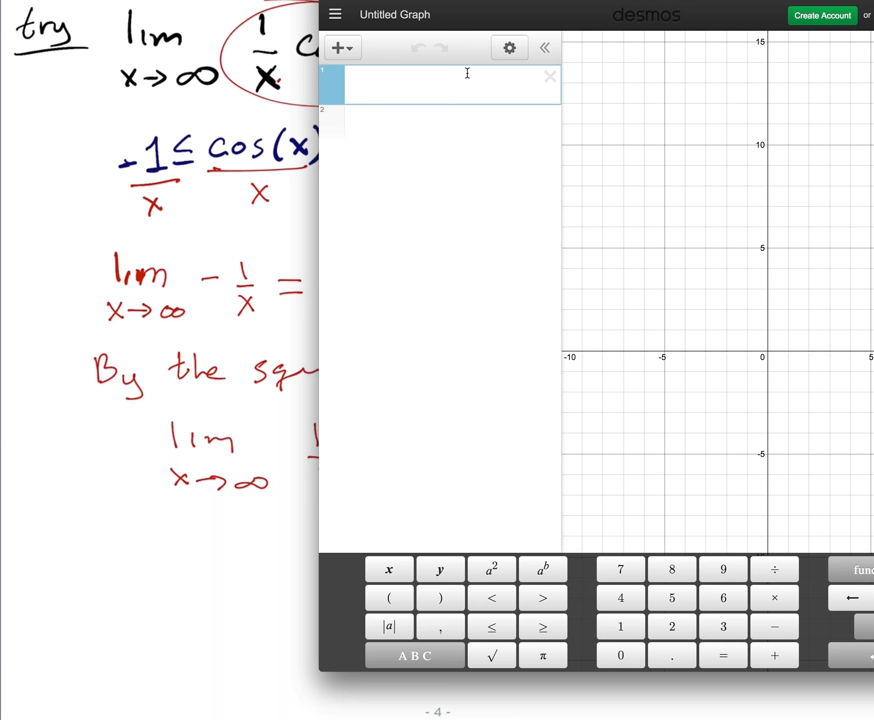 try lim 1/x
x→∞
-1 ≤ cos(x)
x x
lim - 1/x =
x→∞
By the
lim
x→∞
- 4 -
Untitled Graph desmos Create Account or
1
2
15
10
5
-10 -5 0 5
-5
x y a² aᵇ 7 8 9 ÷
( ) < > 4 5 6 × ←
|a| , ≤ ≥ 1 2 3 −
A B C √ π 0 . = +